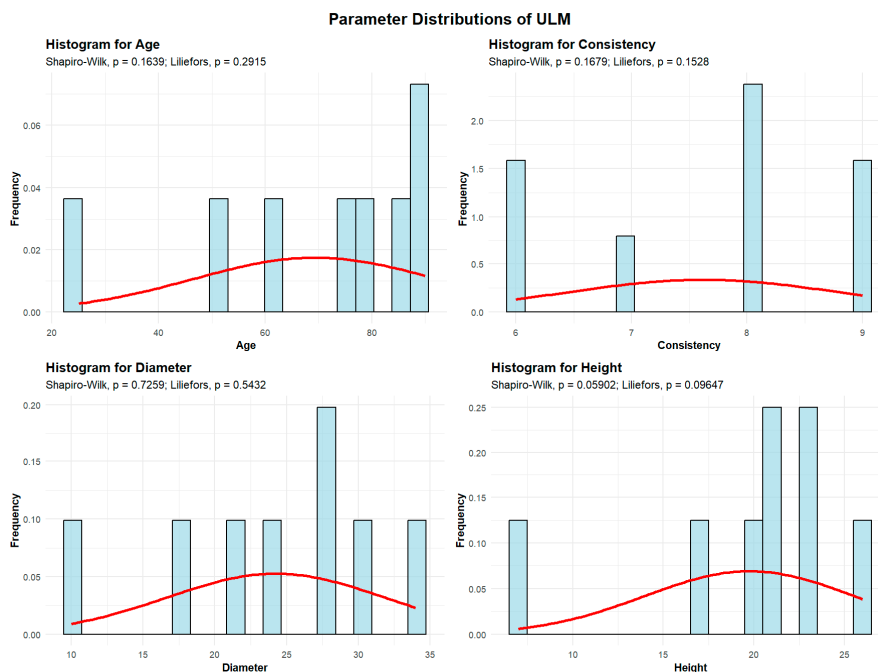 Parameter Distributions of ULM
Histogram for Age
Shapiro-Wilk, p = 0.1639; Liliefors, p = 0.2915
Frequency
0.06
0.04
0.02
0.00
20 40 60 80
Age
Histogram for Consistency
Shapiro-Wilk, p = 0.1679; Liliefors, p = 0.1528
Frequency
2.0
1.5
1.0
0.5
0.0
6 7 8 9
Consistency
Histogram for Diameter
Shapiro-Wilk, p = 0.7259; Liliefors, p = 0.5432
Frequency
0.20
0.15
0.10
0.05
0.00
10 15 20 25 30 35
Diameter
Histogram for Height
Shapiro-Wilk, p = 0.05902; Liliefors, p = 0.09647
Frequency
0.25
0.20
0.15
0.10
0.05
0.00
10 15 20 25
Height